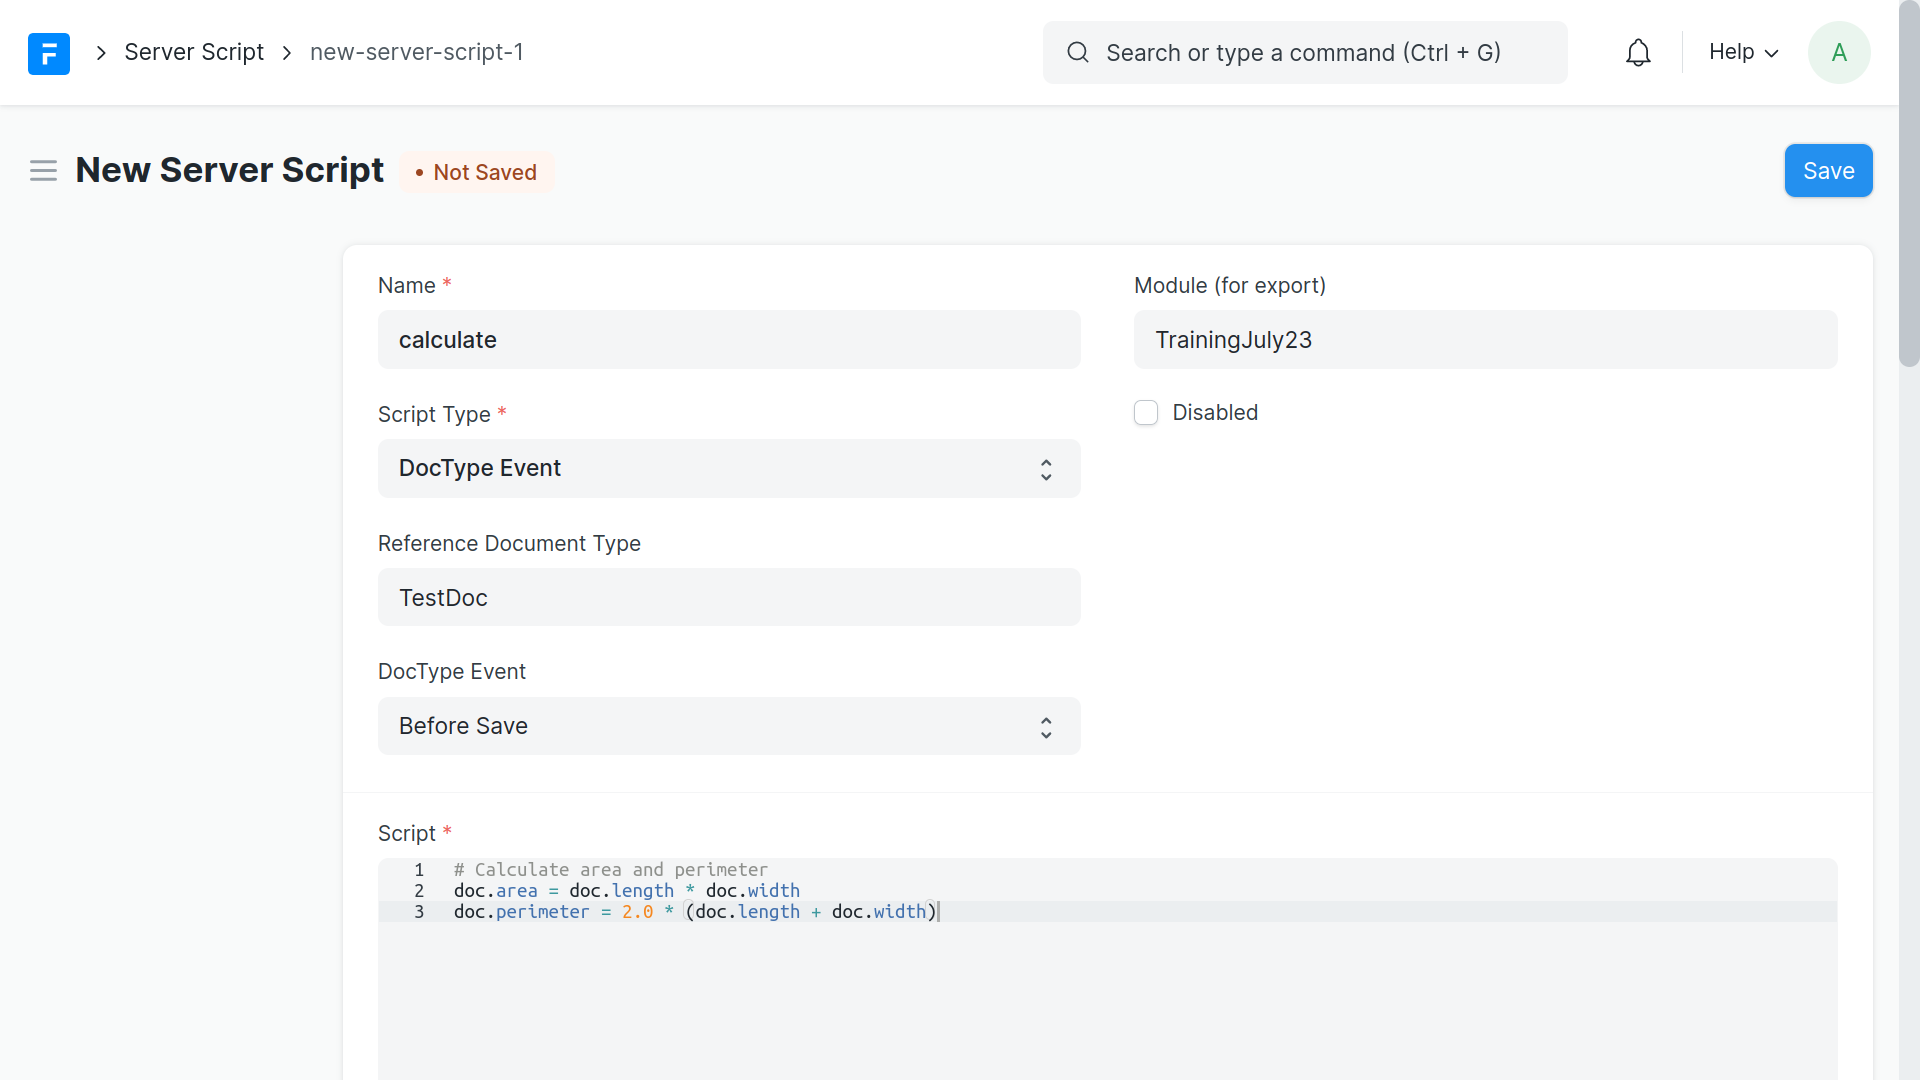 Server Script
new-server-script-1
Search or type a command (Ctrl + G)
Help
A
New Server Script
Not Saved
Save
Name *
calculate
Module (for export)
TrainingJuly23
Script Type *
DocType Event
Disabled
Reference Document Type
TestDoc
DocType Event
Before Save
Script *
1 # Calculate area and perimeter
2 doc.area = doc.length * doc.width
3 doc.perimeter = 2.0 * (doc.length + doc.width)